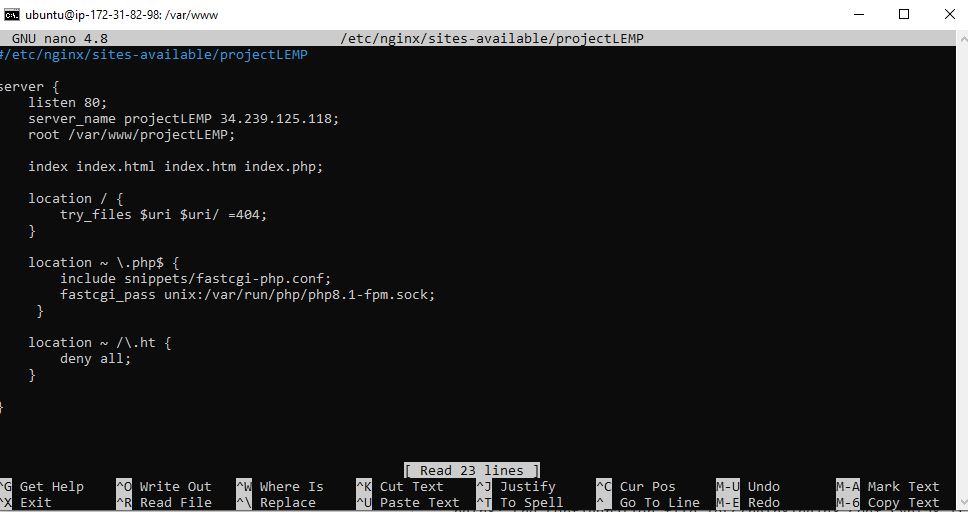 ubuntu@ip-172-31-82-98: /var/www
GNU nano 4.8 /etc/nginx/sites-available/projectLEMP
#/etc/nginx/sites-available/projectLEMP
server {
listen 80;
server_name projectLEMP 34.239.125.118;
root /var/www/projectLEMP;
index index.html index.htm index.php;
location / {
try_files $uri $uri/ =404;
}
location ~ \.php$ {
include snippets/fastcgi-php.conf;
fastcgi_pass unix:/var/run/php/php8.1-fpm.sock;
}
location ~ /\.ht {
deny all;
}
}
[ Read 23 lines ]
^G Get Help ^O Write Out ^W Where Is ^K Cut Text ^J Justify ^C Cur Pos M-U Undo M-A Mark Text
^X Exit ^R Read File ^\ Replace ^U Paste Text ^T To Spell ^_ Go To Line M-E Redo M-6 Copy Text